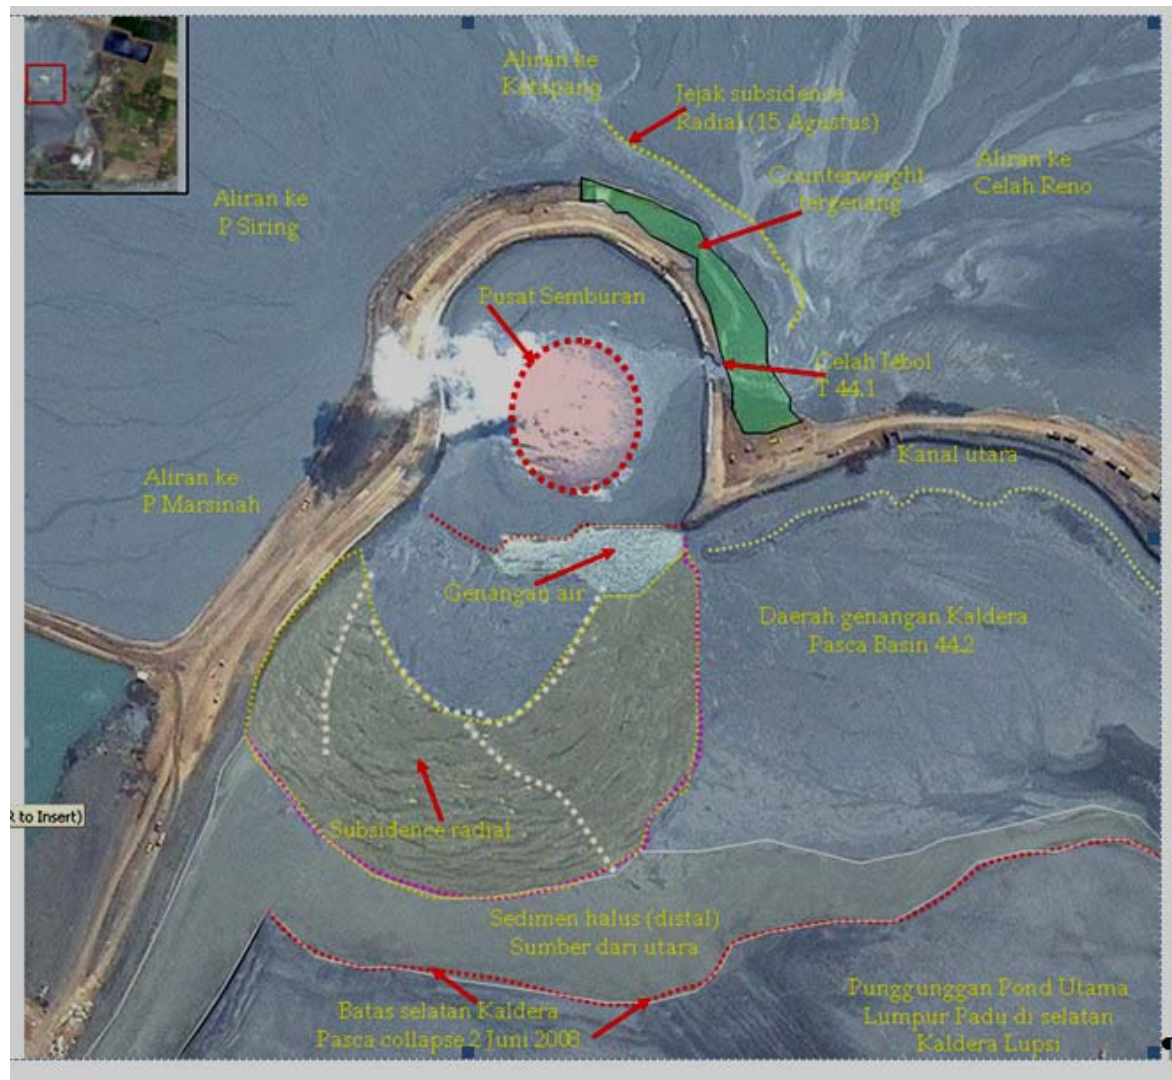 Aliran ke
Ketapang
Jejak subsidense
Radial (15 Agustus)
Aliran ke
Celah Reno
Counterweight
tergenang
Aliran ke
P Siring
Pusat Semburan
Celah Jebol
T 44.1
Kanal utara
Aliran ke
P Marsinah
Genangan air
Daerah genangan Kaldera
Pasca Basin 44.2
to Insert)
Subsidence radial
Sedimen halus (distal)
Sumber dari utara
Batas selatan Kaldera
Pasca collapse 2 Juni 2008
Punggunggan Pond Utama
Lumpur Padu di selatan
Kaldera Lupsi